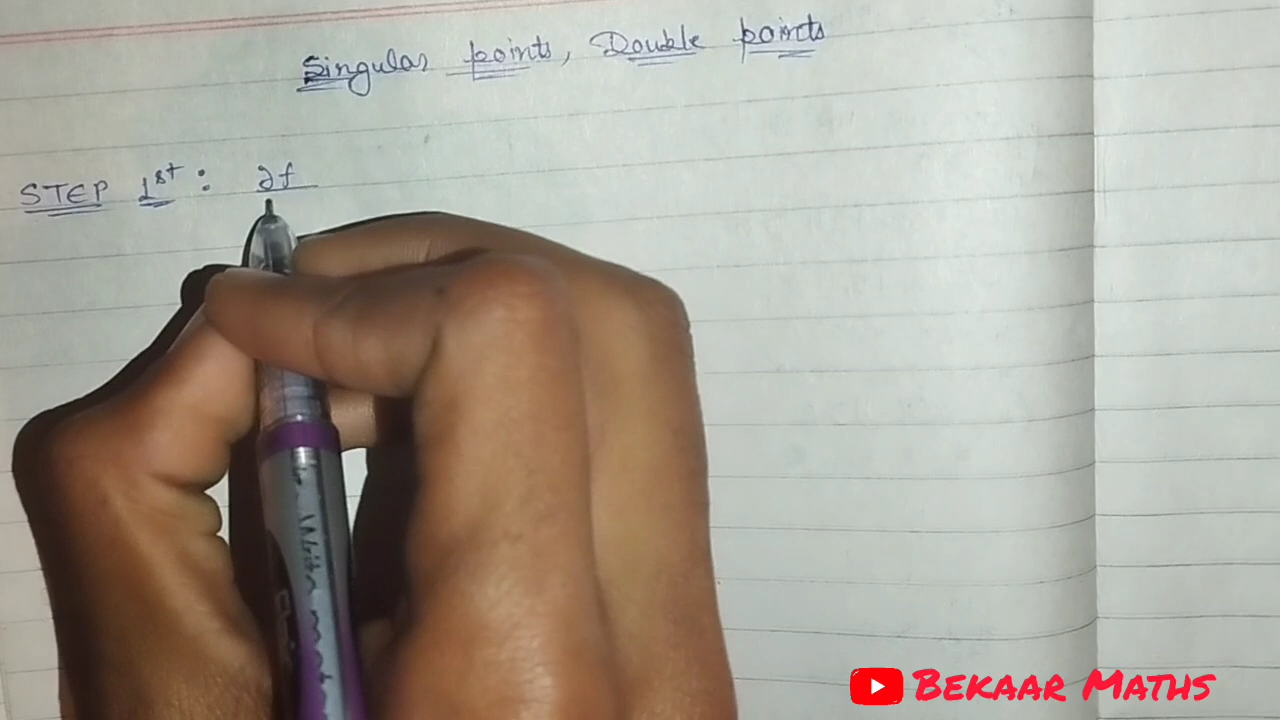 Singular points, Double points
STEP 1st: ∂f
BEKAAR MATHS